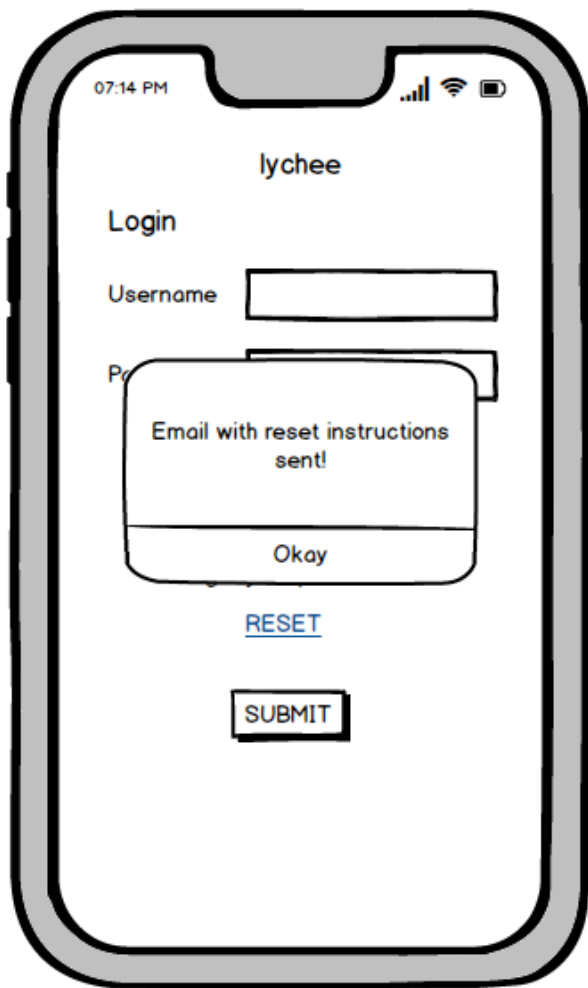 07:14 PM
lychee
Login
Username
Email with reset instructions
sent!
Okay
RESET
SUBMIT